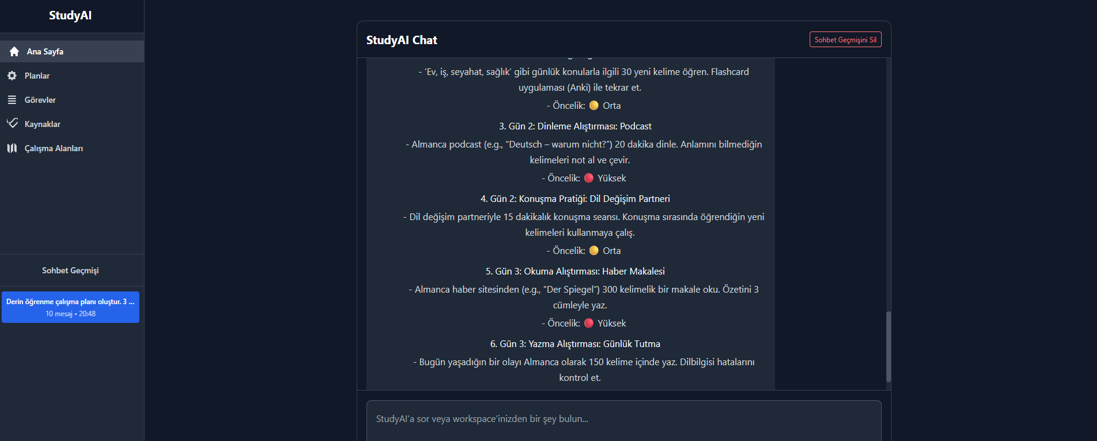 StudyAI
Ana Sayfa
Planlar
Görevler
Kaynaklar
Çalışma Alanları
Sohbet Geçmişi
Derin öğrenme çalışma planı oluştur. 3 ...
10 mesaj • 20:48
StudyAI Chat
Sohbet Geçmişini Sil
- 'Ev, iş, seyahat, sağlık' gibi günlük konularla ilgili 30 yeni kelime öğren. Flashcard
uygulaması (Anki) ile tekrar et.
- Öncelik: 🟡 Orta
3. Gün 2: Dinleme Alıştırması: Podcast
- Almanca podcast (e.g., "Deutsch – warum nicht?") 20 dakika dinle. Anlamını bilmediğin
kelimeleri not al ve çevir.
- Öncelik: 🔴 Yüksek
4. Gün 2: Konuşma Pratiği: Dil Değişim Partneri
- Dil değişim partneriyle 15 dakikalık konuşma seansı. Konuşma sırasında öğrendiğin yeni
kelimeleri kullanmaya çalış.
- Öncelik: 🟡 Orta
5. Gün 3: Okuma Alıştırması: Haber Makalesi
- Almanca haber sitesinden (e.g., "Der Spiegel") 300 kelimelik bir makale oku. Özetini 3
cümleyle yaz.
- Öncelik: 🔴 Yüksek
6. Gün 3: Yazma Alıştırması: Günlük Tutma
- Bugün yaşadığın bir olayı Almanca olarak 150 kelime içinde yaz. Dilbilgisi hatalarını
kontrol et.
StudyAI'a sor veya workspace'inizden bir şey bulun...